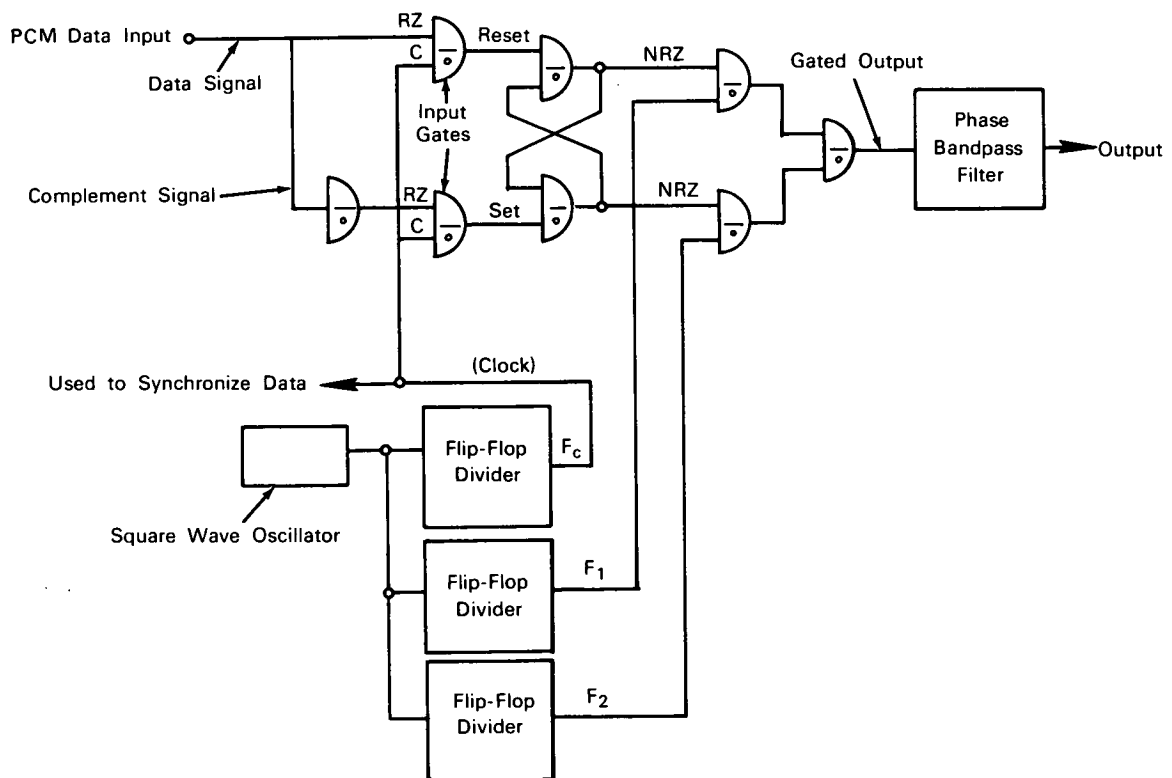 PCM Data Input
Data Signal
RZ
C
Reset
NRZ
Gated Output
Input
Gates
Phase
Bandpass
Filter
Output
Complement Signal
RZ
C
Set
NRZ
(Clock)
Used to Synchronize Data
Flip-Flop
Divider
Fc
Square Wave Oscillator
Flip-Flop
Divider
F1
Flip-Flop
Divider
F2